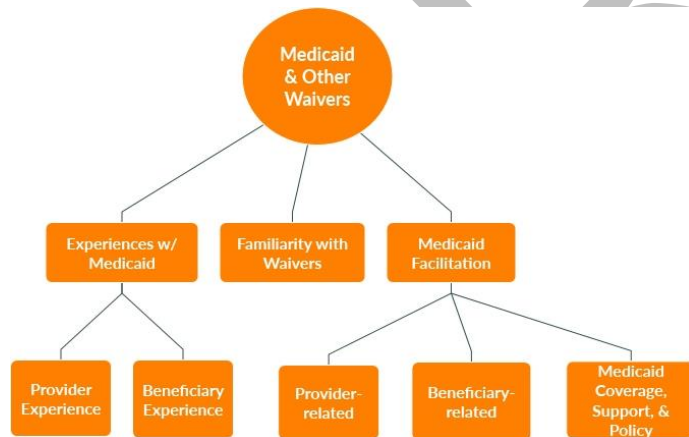 Medicaid
& Other
Waivers
Experiences w/
Medicaid
Familiarity with
Waivers
Medicaid
Facilitation
Provider
Experience
Beneficiary
Experience
Provider-
related
Beneficiary-
related
Medicaid
Coverage,
Support, &
Policy